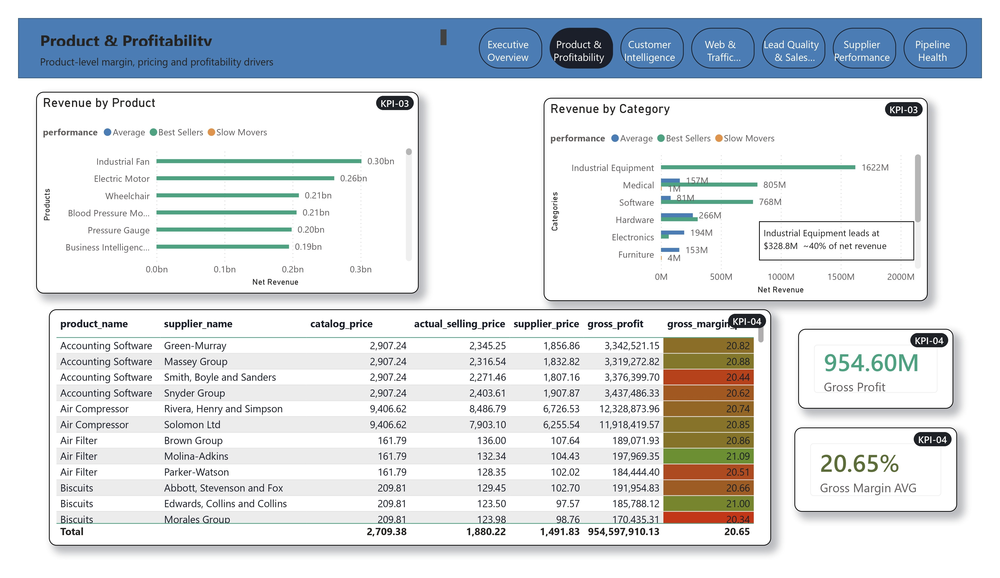 Product & Profitability
Product-level margin, pricing and profitability drivers
Executive Overview
Product & Profitability
Customer Intelligence
Web & Traffic...
Lead Quality & Sales...
Supplier Performance
Pipeline Health
Revenue by Product
KPI-03
performance Average Best Sellers Slow Movers
Products
Industrial Fan 0.30bn
Electric Motor 0.26bn
Wheelchair 0.21bn
Blood Pressure Mo... 0.21bn
Pressure Gauge 0.20bn
Business Intelligenc... 0.19bn
0.0bn 0.1bn 0.2bn 0.3bn
Net Revenue
Revenue by Category
KPI-03
performance Average Best Sellers Slow Movers
Categories
Industrial Equipment 1622M
Medical 157M 805M 1M
Software 81M 768M
Hardware 266M
Electronics 194M
Furniture 153M 4M
Industrial Equipment leads at
$328.8M ~40% of net revenue
0M 500M 1000M 1500M 2000M
Net Revenue
product_name supplier_name catalog_price actual_selling_price supplier_price gross_profit gross_margin_p
KPI-04
Accounting Software Green-Murray 2,907.24 2,345.25 1,856.86 3,342,521.15 20.82
Accounting Software Massey Group 2,907.24 2,316.54 1,832.82 3,319,272.82 20.88
Accounting Software Smith, Boyle and Sanders 2,907.24 2,271.46 1,807.16 3,376,399.70 20.44
Accounting Software Snyder Group 2,907.24 2,403.61 1,907.87 3,437,486.33 20.62
Air Compressor Rivera, Henry and Simpson 9,406.62 8,486.79 6,726.53 12,328,873.96 20.74
Air Compressor Solomon Ltd 9,406.62 7,903.10 6,255.54 11,918,419.57 20.85
Air Filter Brown Group 161.79 136.00 107.64 189,071.93 20.86
Air Filter Molina-Adkins 161.79 132.34 104.43 197,969.35 21.09
Air Filter Parker-Watson 161.79 128.35 102.02 184,444.40 20.51
Biscuits Abbott, Stevenson and Fox 209.81 129.45 102.70 191,954.83 20.66
Biscuits Edwards, Collins and Collins 209.81 123.50 97.57 185,788.12 21.00
Biscuits Morales Group 209.81 123.98 98.76 170,435.31 20.34
Total 2,709.38 1,880.22 1,491.83 954,597,910.13 20.65
KPI-04
954.60M
Gross Profit
KPI-04
20.65%
Gross Margin AVG